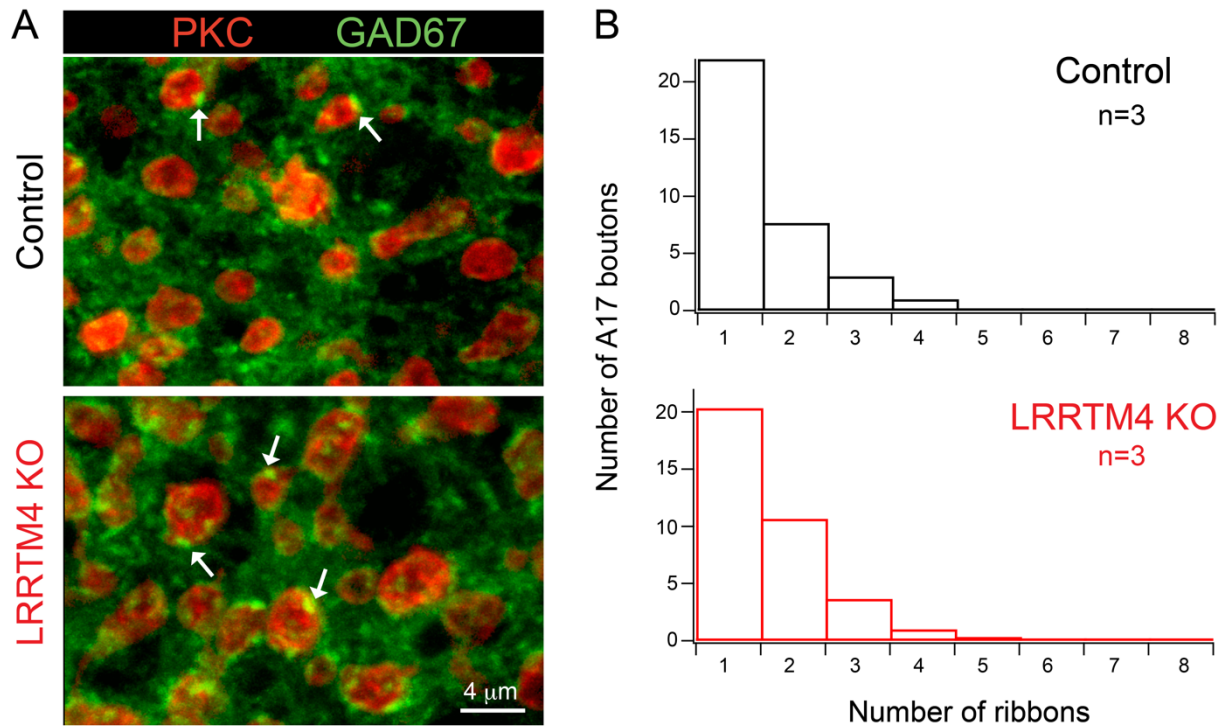 A
PKC GAD67
Control
LRRTM4 KO
4 μm
B
Number of A17 boutons
Control
n=3
20
15
10
5
0
1 2 3 4 5 6 7 8
LRRTM4 KO
n=3
20
15
10
5
0
1 2 3 4 5 6 7 8
Number of ribbons